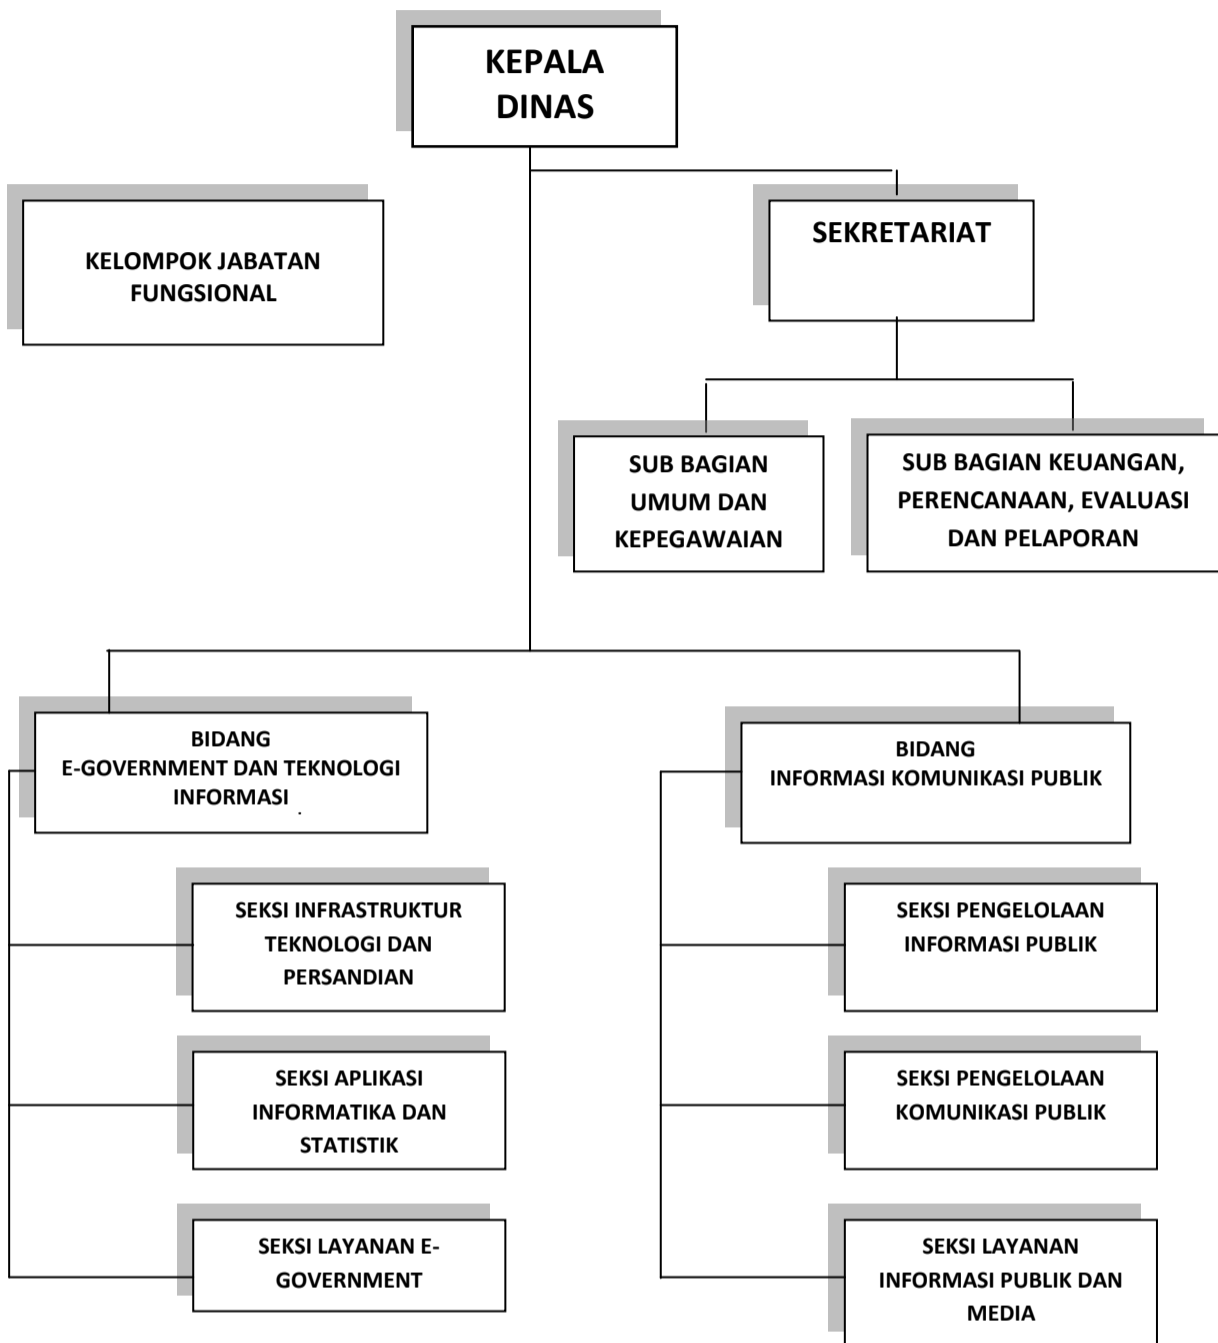 KEPALA
DINAS
SEKRETARIAT
KELOMPOK JABATAN
FUNGSIONAL
SUB BAGIAN
UMUM DAN
KEPEGAWAIAN
SUB BAGIAN KEUANGAN,
PERENCANAAN, EVALUASI
DAN PELAPORAN
BIDANG
E-GOVERNMENT DAN TEKNOLOGI
INFORMASI
.
BIDANG
INFORMASI KOMUNIKASI PUBLIK
SEKSI INFRASTRUKTUR
TEKNOLOGI DAN
PERSANDIAN
SEKSI PENGELOLAAN
INFORMASI PUBLIK
SEKSI APLIKASI
INFORMATIKA DAN
STATISTIK
SEKSI PENGELOLAAN
KOMUNIKASI PUBLIK
SEKSI LAYANAN E-
GOVERNMENT
SEKSI LAYANAN
INFORMASI PUBLIK DAN
MEDIA